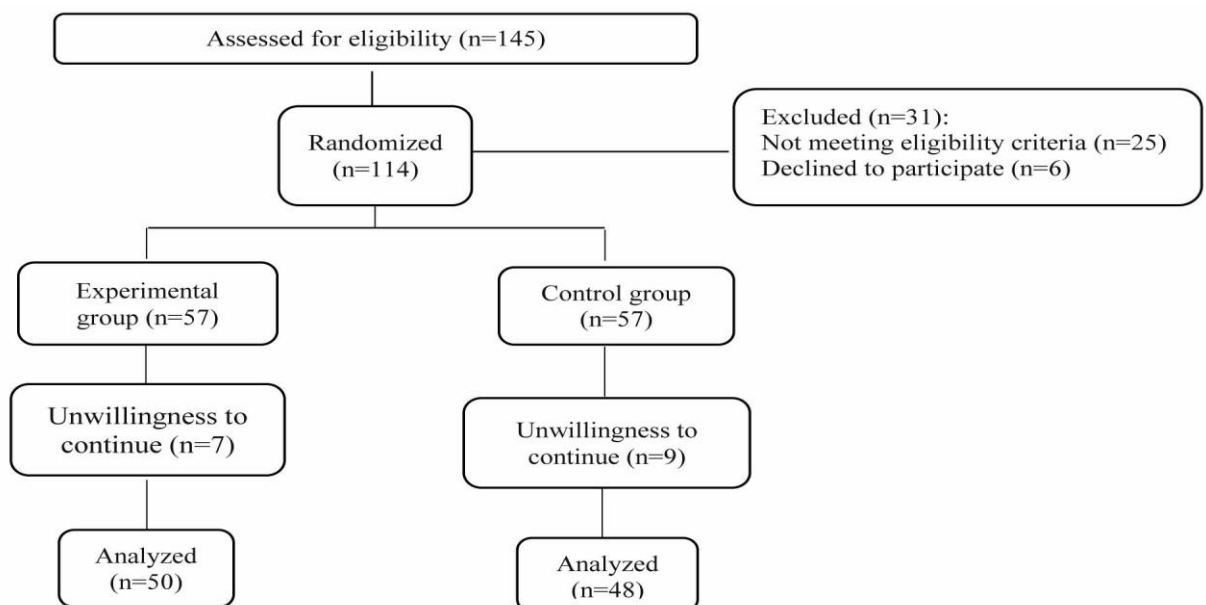 Assessed for eligibility (n=145)
Randomized
(n=114)
Excluded (n=31):
Not meeting eligibility criteria (n=25)
Declined to participate (n=6)
Experimental
group (n=57)
Control group
(n=57)
Unwillingness to
continue (n=7)
Unwillingness to
continue (n=9)
Analyzed
(n=50)
Analyzed
(n=48)